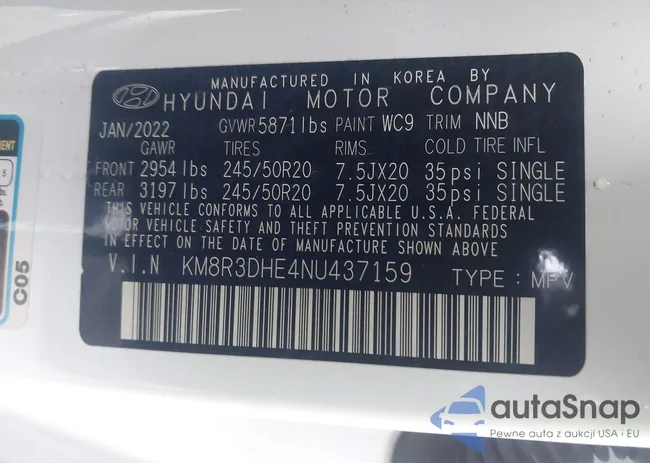 MANUFACTURED IN KOREA BY
HYUNDAI MOTOR COMPANY
JAN/2022 GVWR 5871lbs PAINT WC9 TRIM NNB
GAWR TIRES RIMS COLD TIRE INFL
FRONT 2954lbs 245/50R20 7.5JX20 35psi SINGLE
REAR 3197lbs 245/50R20 7.5JX20 35psi SINGLE
THIS VEHICLE CONFORMS TO ALL APPLICABLE U.S.A. FEDERAL
MOTOR VEHICLE SAFETY AND THEFT PREVENTION STANDARDS
IN EFFECT ON THE DATE OF MANUFACTURE SHOWN ABOVE.
V.I.N KM8R3DHE4NU437159 TYPE : MPV
C05
autoSnap
Pewne auta z aukcji USA i EU